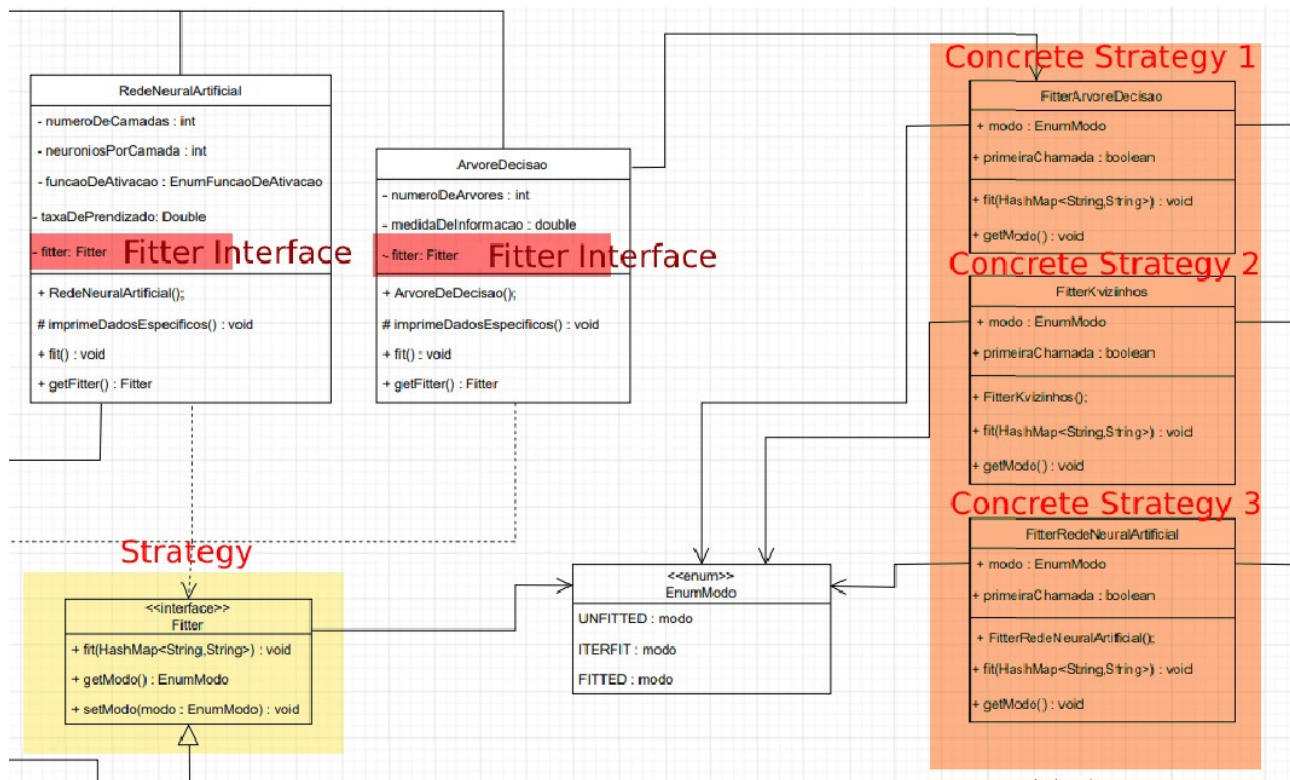 RedeNeuralArtificial
- numeroDeCamadas : int
- neuroniosPorCamada : int
- funcaoDeAtivacao : EnumFuncaoDeAtivacao
- taxaDePrendizado: Double
- fitter: Fitter
Fitter Interface
+ RedeNeuralArtificial();
# imprimeDadosEspecificos() : void
+ fit() : void
+ getFitter() : Fitter
ArvoreDecisao
- numeroDeArvores : int
- medidaDeInformacao : double
- fitter: Fitter
Fitter Interface
+ ArvoreDeDecisao();
# imprimeDadosEspecificos() : void
+ fit() : void
+ getFitter() : Fitter
Concrete Strategy 1
FitterArvoreDecisao
+ modo : EnumModo
+ primeiraChamada : boolean
+ fit(HashMap<String,String>) : void
+ getModo() : void
Concrete Strategy 2
FitterKviziinhos
+ modo : EnumModo
+ primeiraChamada : boolean
+ FitterKviziinhos();
+ fit(HashMap<String,String>) : void
+ getModo() : void
Concrete Strategy 3
FitterRedeNeuralArtificial
+ modo : EnumModo
+ primeiraChamada : boolean
+ FitterRedeNeuralArtificial();
+ fit(HashMap<String,String>) : void
+ getModo() : void
Strategy
<<interface>>
Fitter
+ fit(HashMap<String,String>) : void
+ getModo() : EnumModo
+ setModo(modo : EnumModo) : void
<<enum>>
EnumModo
UNFITTED : modo
ITERFIT : modo
FITTED : modo